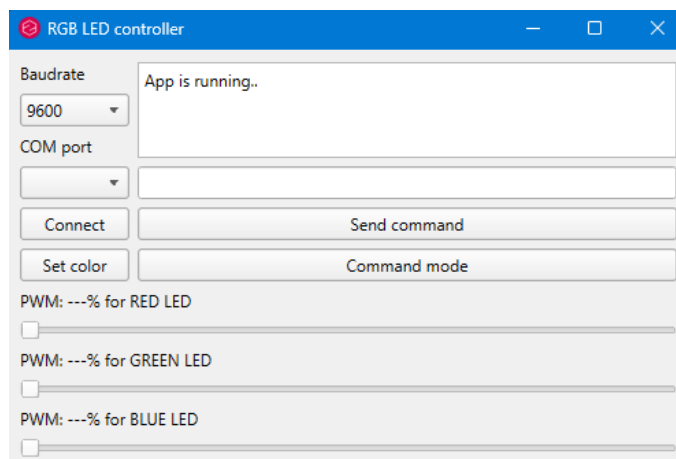 RGB LED controller
Baudrate
App is running..
9600
COM port
Connect
Send command
Set color
Command mode
PWM: ---% for RED LED
PWM: ---% for GREEN LED
PWM: ---% for BLUE LED